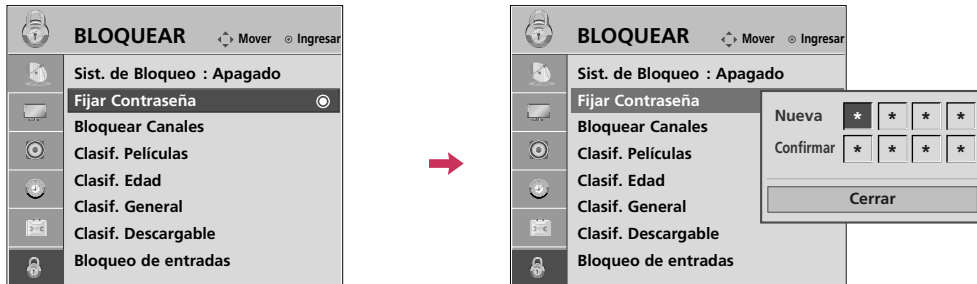 BLOQUEAR Mover Ingresar
Sist. de Bloqueo : Apagado
Fijar Contraseña
Bloquear Canales
Clasif. Películas
Clasif. Edad
Clasif. General
Clasif. Descargable
Bloqueo de entradas
BLOQUEAR Mover Ingresar
Sist. de Bloqueo : Apagado
Fijar Contraseña
Bloquear Canales
Clasif. Películas
Clasif. Edad
Clasif. General
Clasif. Descargable
Bloqueo de entradas
Nueva * * * *
Confirmar * * * *
Cerrar